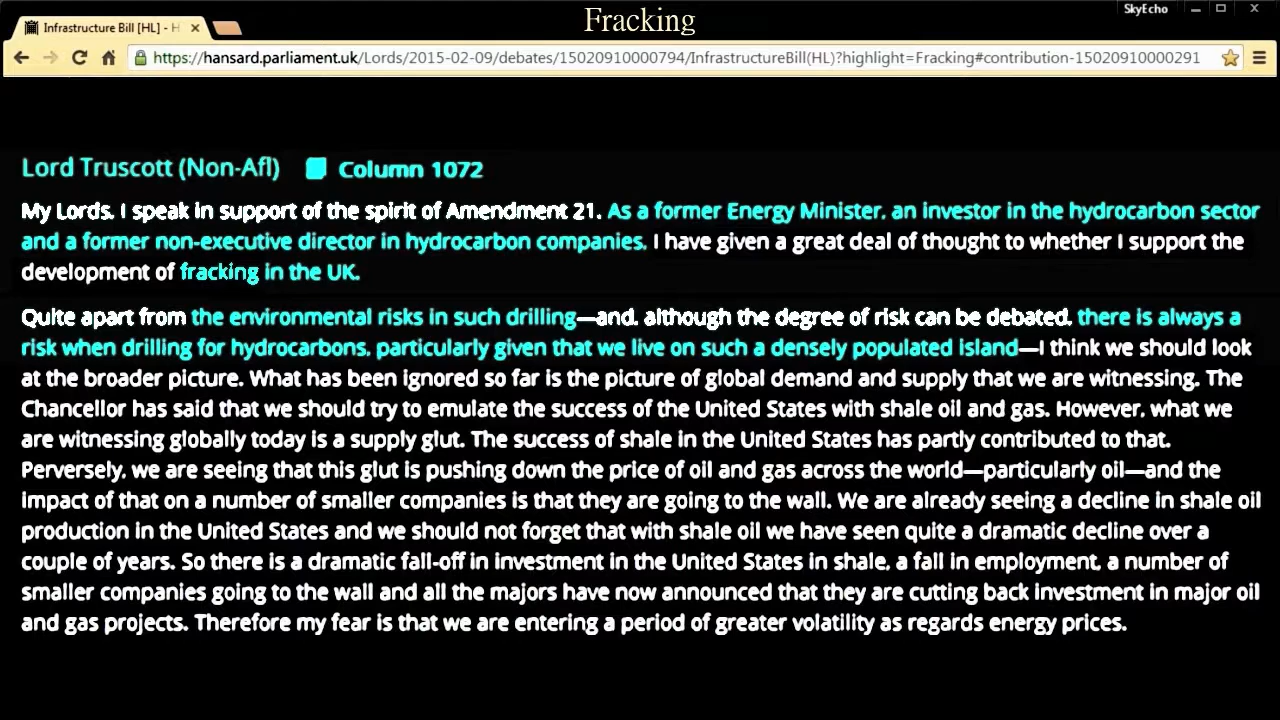 Fracking
SkyEcho
Infrastructure Bill [HL] - H
https://hansard.parliament.uk/Lords/2015-02-09/debates/15020910000794/InfrastructureBill(HL)?highlight=Fracking#contribution-15020910000291
Lord Truscott (Non-Afl) Column 1072
My Lords, I speak in support of the spirit of Amendment 21. As a former Energy Minister, an investor in the hydrocarbon sector
and a former non-executive director in hydrocarbon companies, I have given a great deal of thought to whether I support the
development of fracking in the UK.
Quite apart from the environmental risks in such drilling—and, although the degree of risk can be debated, there is always a
risk when drilling for hydrocarbons, particularly given that we live on such a densely populated island—I think we should look
at the broader picture. What has been ignored so far is the picture of global demand and supply that we are witnessing. The
Chancellor has said that we should try to emulate the success of the United States with shale oil and gas. However, what we
are witnessing globally today is a supply glut. The success of shale in the United States has partly contributed to that.
Perversely, we are seeing that this glut is pushing down the price of oil and gas across the world—particularly oil—and the
impact of that on a number of smaller companies is that they are going to the wall. We are already seeing a decline in shale oil
production in the United States and we should not forget that with shale oil we have seen quite a dramatic decline over a
couple of years. So there is a dramatic fall-off in investment in the United States in shale, a fall in employment, a number of
smaller companies going to the wall and all the majors have now announced that they are cutting back investment in major oil
and gas projects. Therefore my fear is that we are entering a period of greater volatility as regards energy prices.